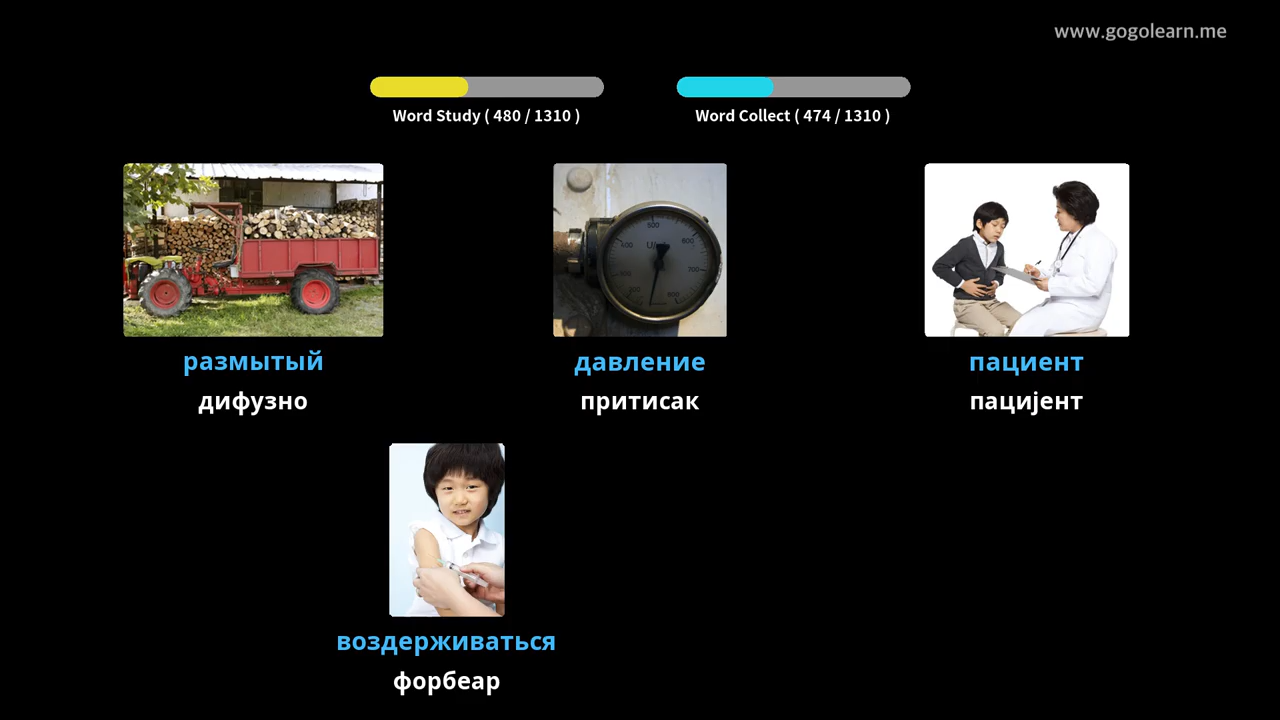 www.gogolearn.me
Word Study ( 480 / 1310 )
Word Collect ( 474 / 1310 )
размытый
дифузно
давление
притисак
пациент
пацијент
воздерживаться
форбеар